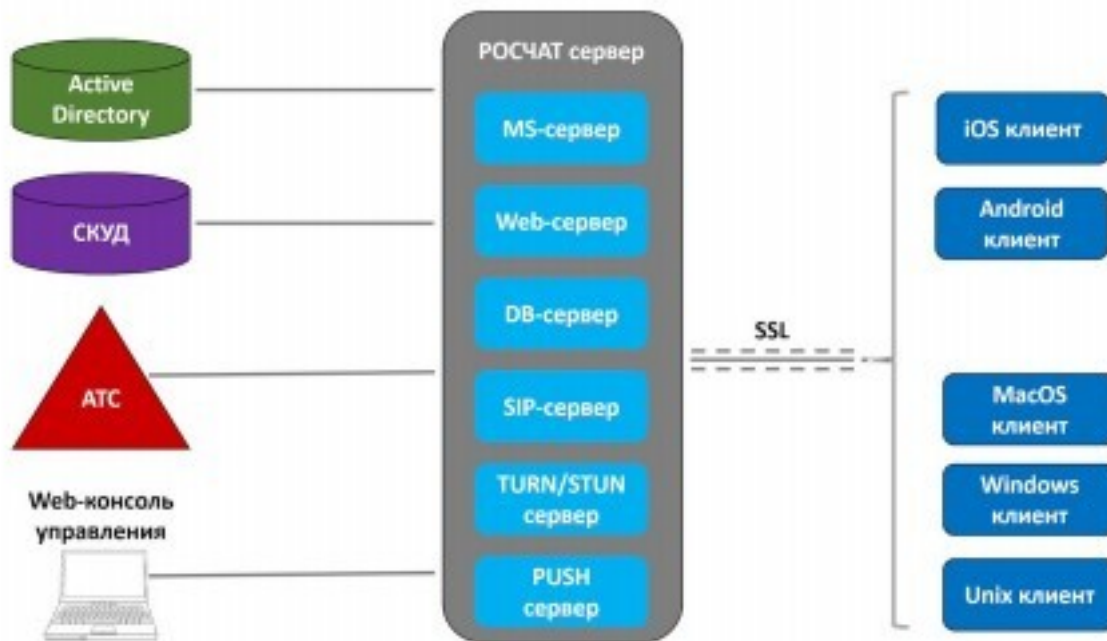 Active
Directory
СКУД
АТС
Web-консоль
управления
РОСЧАТ сервер
MS-сервер
Web-сервер
DB-сервер
SIP-сервер
TURN/STUN
сервер
PUSH
сервер
SSL
iOS клиент
Android
клиент
MacOS
клиент
Windows
клиент
Unix клиент